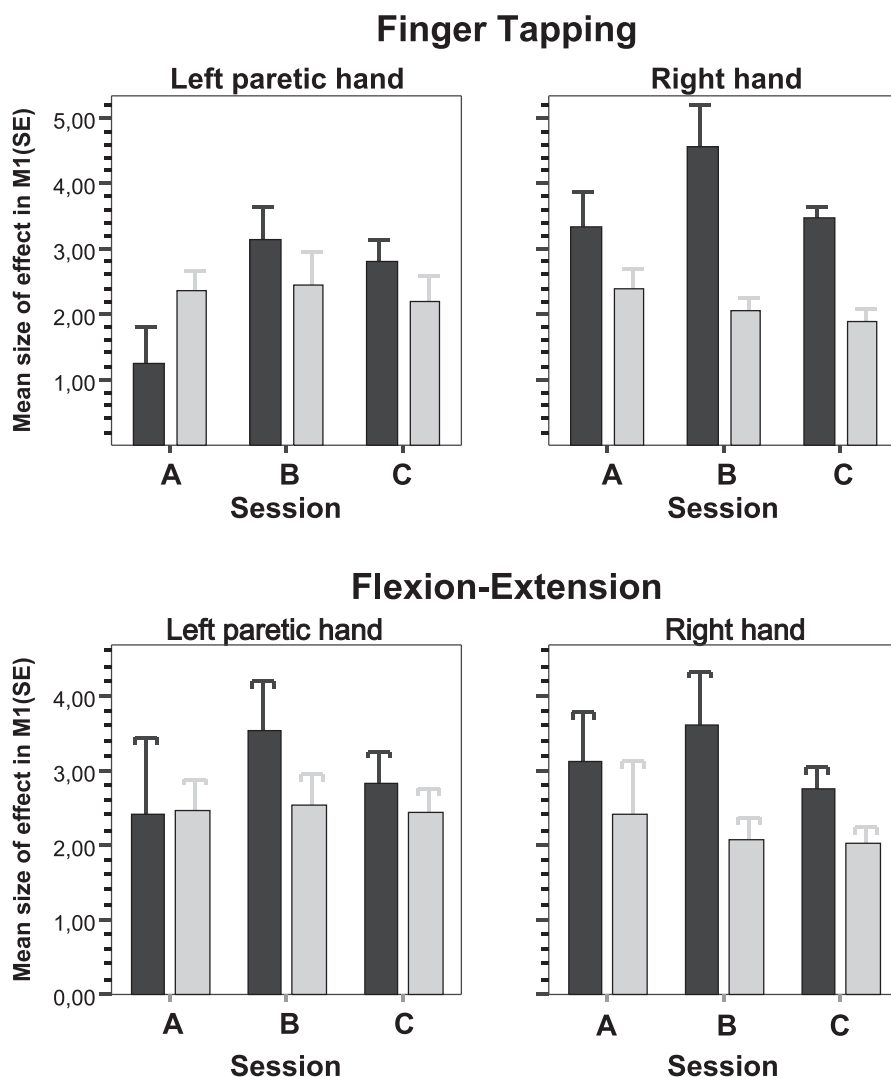 Finger Tapping
Left paretic hand
Right hand
Mean size of effect in M1(SE)
5,00
4,00
3,00
2,00
1,00
A
B
C
A
B
C
Session
Session
Flexion-Extension
Left paretic hand
Right hand
Mean size of effect in M1(SE)
4,00
3,00
2,00
1,00
0,00
A
B
C
A
B
C
Session
Session